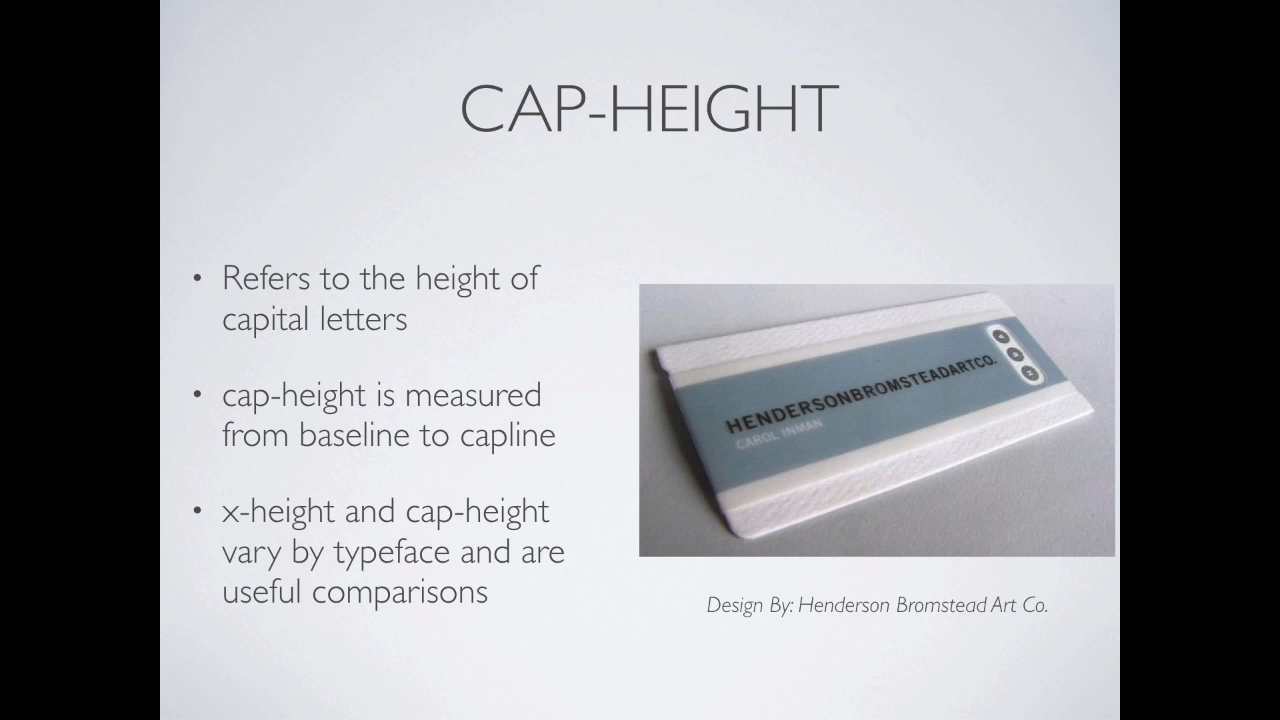 CAP-HEIGHT
• Refers to the height of
capital letters
• cap-height is measured
from baseline to capline
• x-height and cap-height
vary by typeface and are
useful comparisons
HENDERSONBROMSTEADARTCO.
CAROL INMAN
Design By: Henderson Bromstead Art Co.